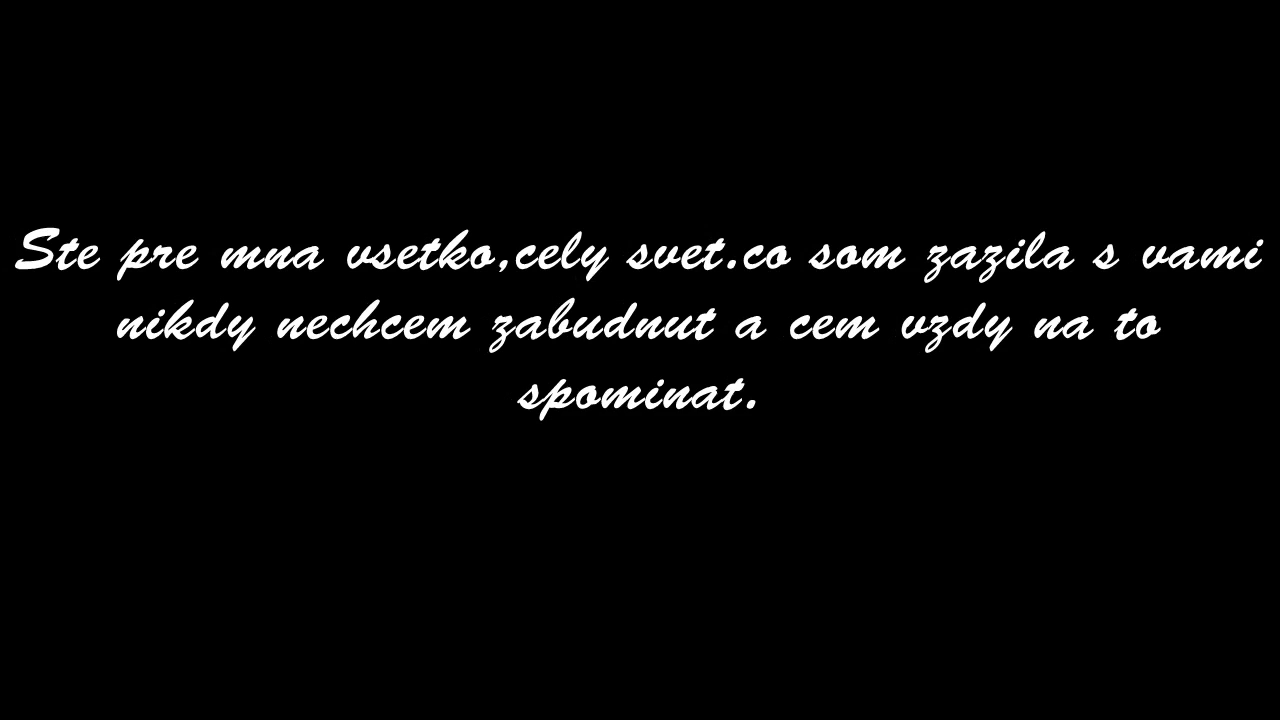 Ste pre mna vsetko,cely svet.co som zazila s vami
nikdy nechcem zabudnut a cem vzdy na to
spominat.